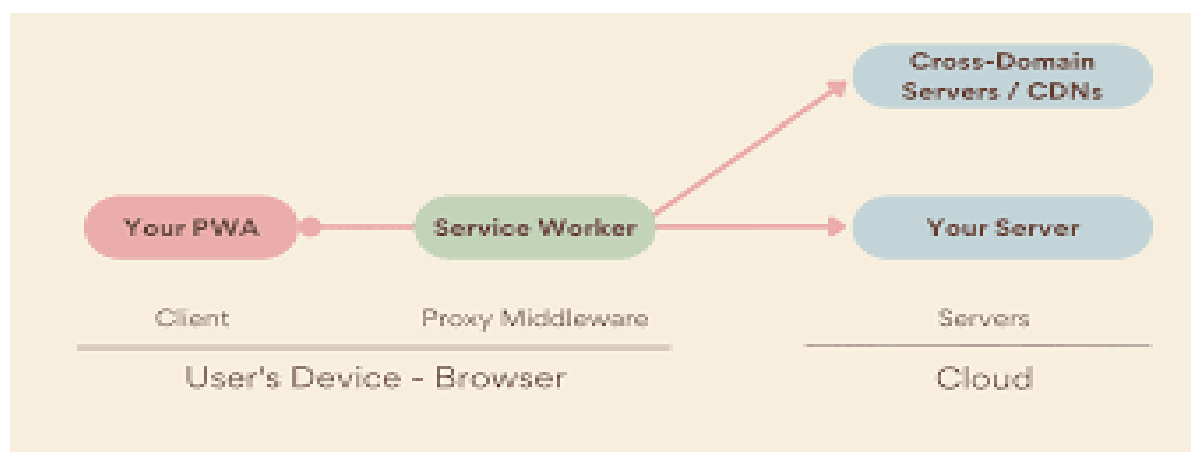 Cross-Domain
Servers / CDNs
Your PWA
Service Worker
Your Server
Client
Proxy Middleware
Servers
User's Device - Browser
Cloud